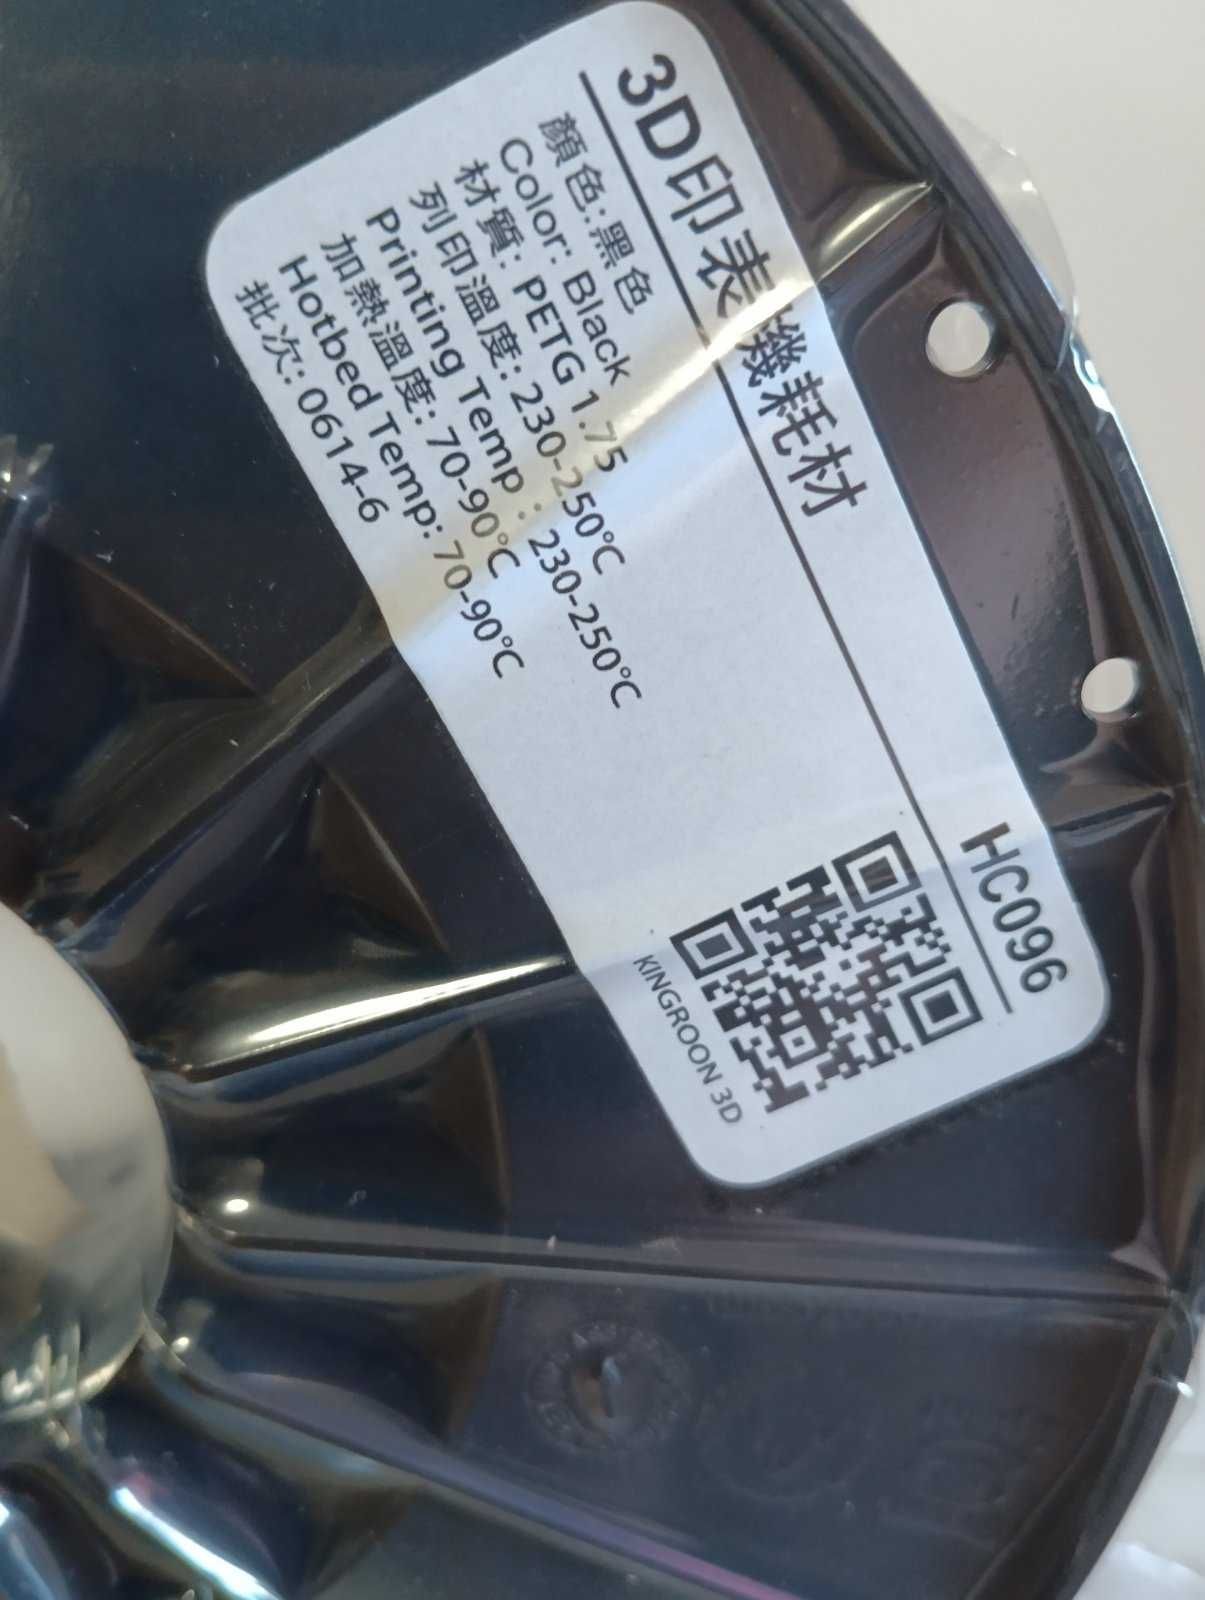 3D印表機耗材
HC096
顏色:黑色
Color: Black
材質: PETG 1.75
列印溫度: 230-250℃
Printing Temp : 230-250℃
加熱溫度: 70-90℃
Hotbed Temp: 70-90℃
批次: 0614-6
KINGROON 3D